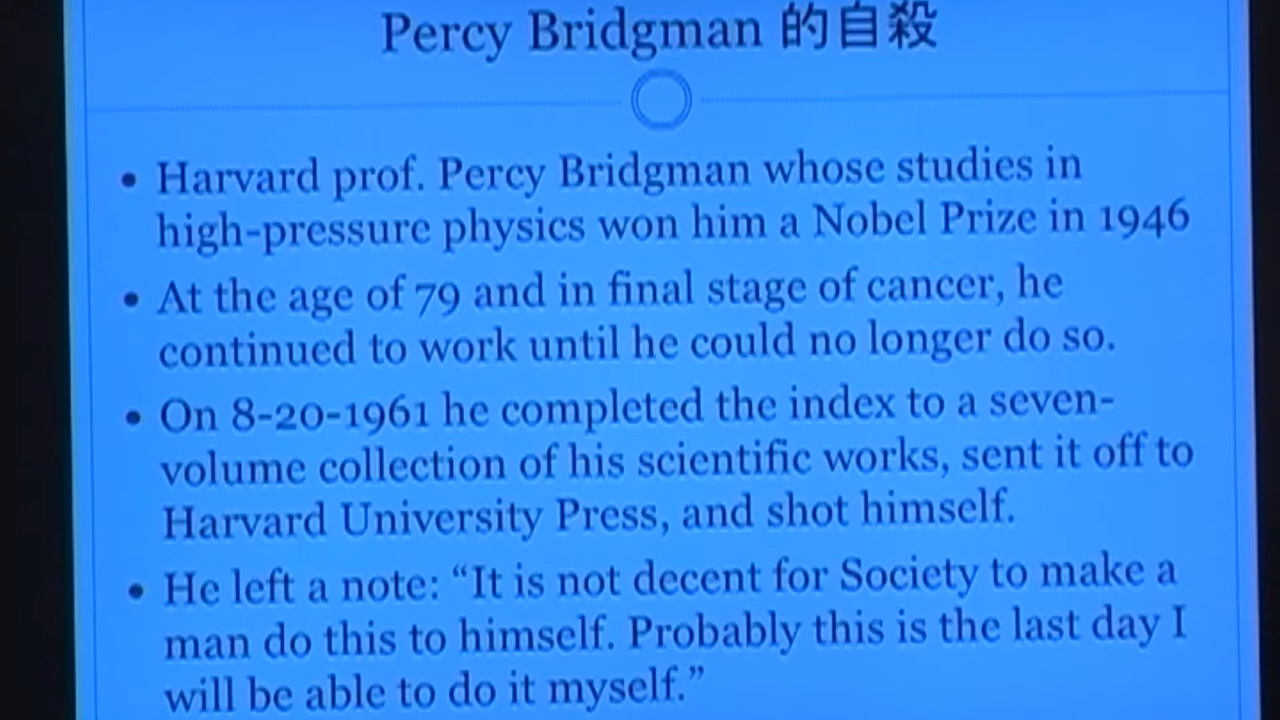 Percy Bridgman 的自殺
• Harvard prof. Percy Bridgman whose studies in
high-pressure physics won him a Nobel Prize in 1946
• At the age of 79 and in final stage of cancer, he
continued to work until he could no longer do so.
• On 8-20-1961 he completed the index to a seven-
volume collection of his scientific works, sent it off to
Harvard University Press, and shot himself.
• He left a note: “It is not decent for Society to make a
man do this to himself. Probably this is the last day I
will be able to do it myself.”